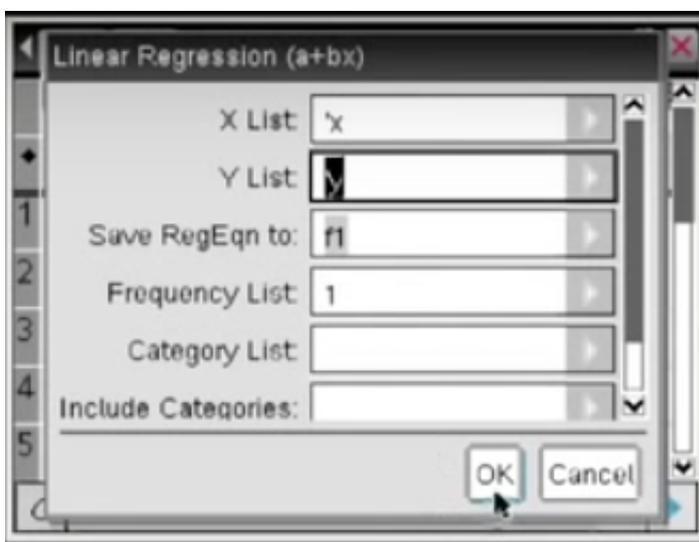 Linear Regression (a+bx)
X List: 'x
Y List: 'y
Save RegEqn to: f1
Frequency List: 1
Category List:
Include Categories:
OK Cancel
1
2
3
4
5